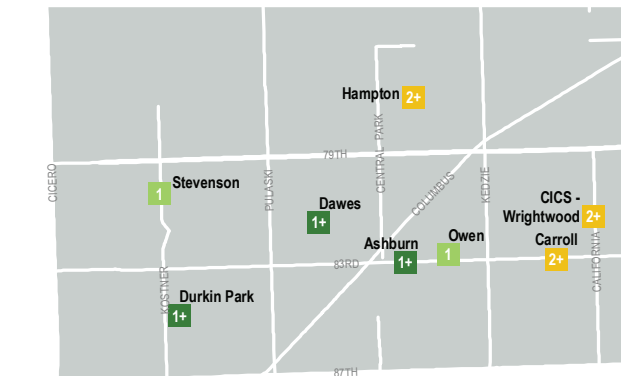 Hampton 2+
79TH
CENTRAL PARK
CICERO
PULASKI
COLUMBUS
KEDZIE
Stevenson
1
Dawes
1+
CICS -
Wrightwood 2+
Owen
1
Ashburn
1+
Carroll
2+
83RD
CALIFORNIA
KOSTNER
Durkin Park
1+
87TH